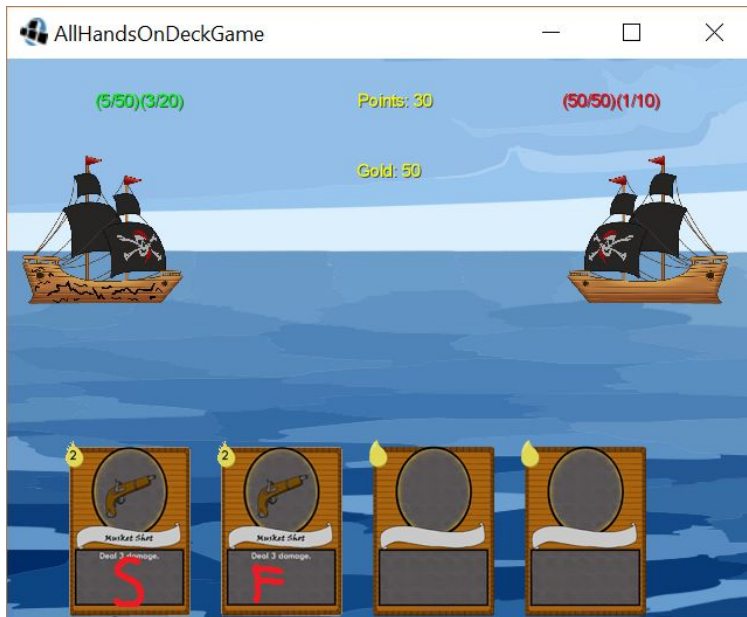 AllHandsOnDeckGame
(5/50)(3/20)
Points: 30
(50/50)(1/10)
Gold: 50
2
2
Musket Shot
Musket Shot
Deal 3 damage.
Deal 3 damage.
S
F